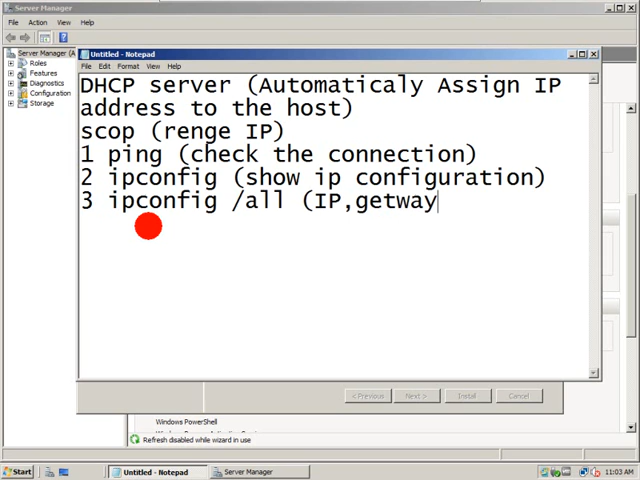 Server Manager
File Action View Help
Server Manager (A
Roles
Features
Diagnostics
Configuration
Storage
Untitled - Notepad
File Edit Format View Help
DHCP server (Automaticaly Assign IP
address to the host)
scop (renge IP)
1 ping (check the connection)
2 ipconfig (show ip configuration)
3 ipconfig /all (IP,getway
< Previous Next > Install Cancel
Windows PowerShell
Refresh disabled while wizard in use
Start Untitled - Notepad Server Manager 11:03 AM